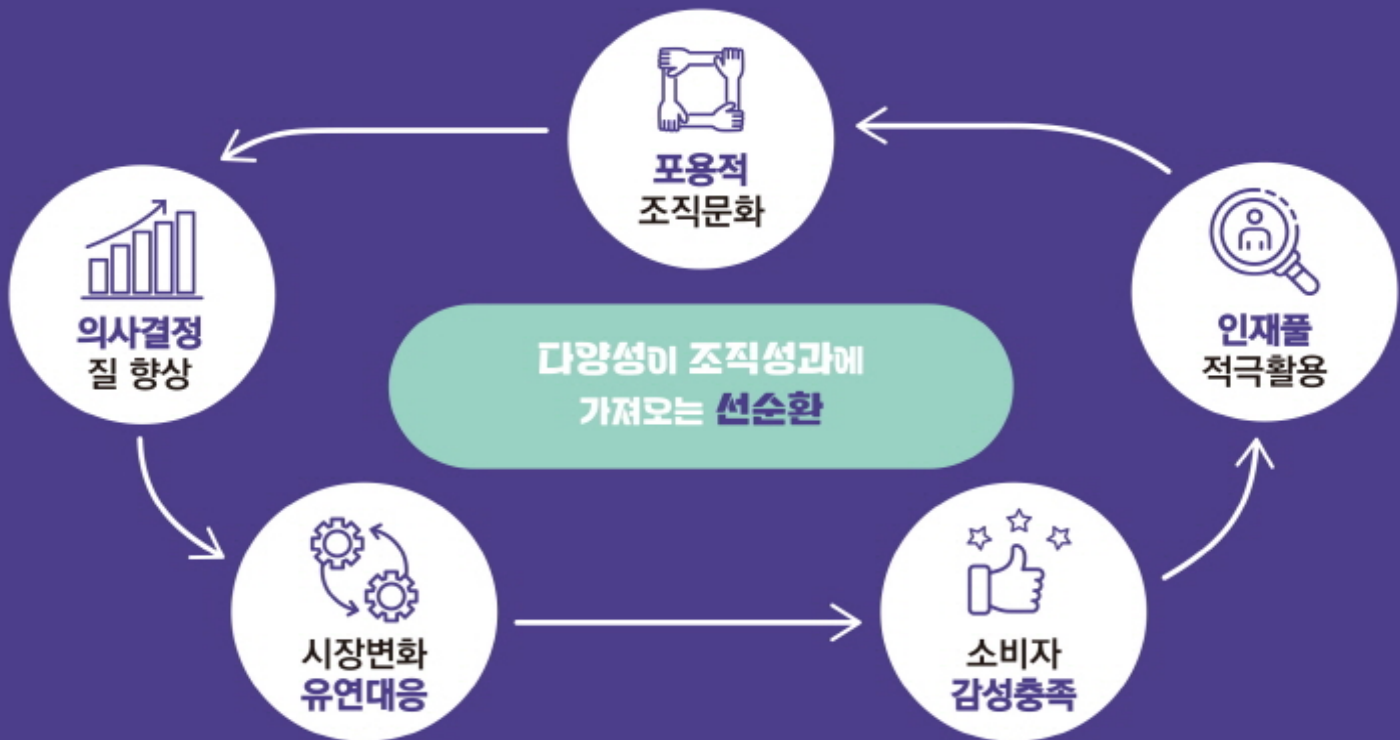 포용적
조직문화
의사결정
질 향상
인재풀
적극활용
다양성이 조직성과에
가져오는 선순환
시장변화
유연대응
소비자
감성충족